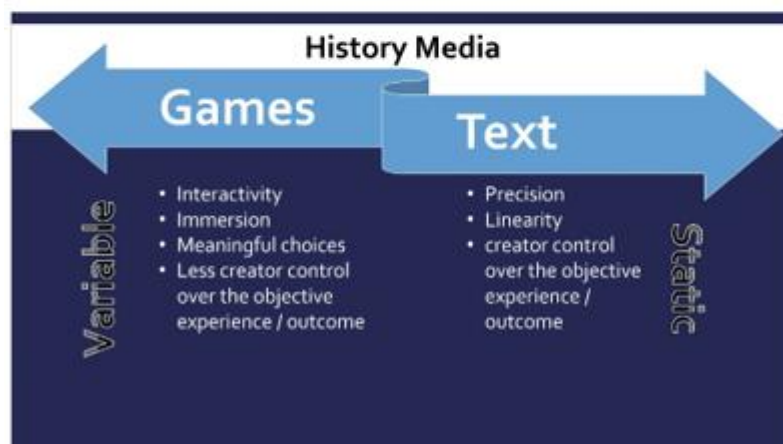 History Media
Games
Text
Variable
• Interactivity
• Immersion
• Meaningful choices
• Less creator control
over the objective
experience / outcome
• Precision
• Linearity
• creator control
over the objective
experience /
outcome
Static